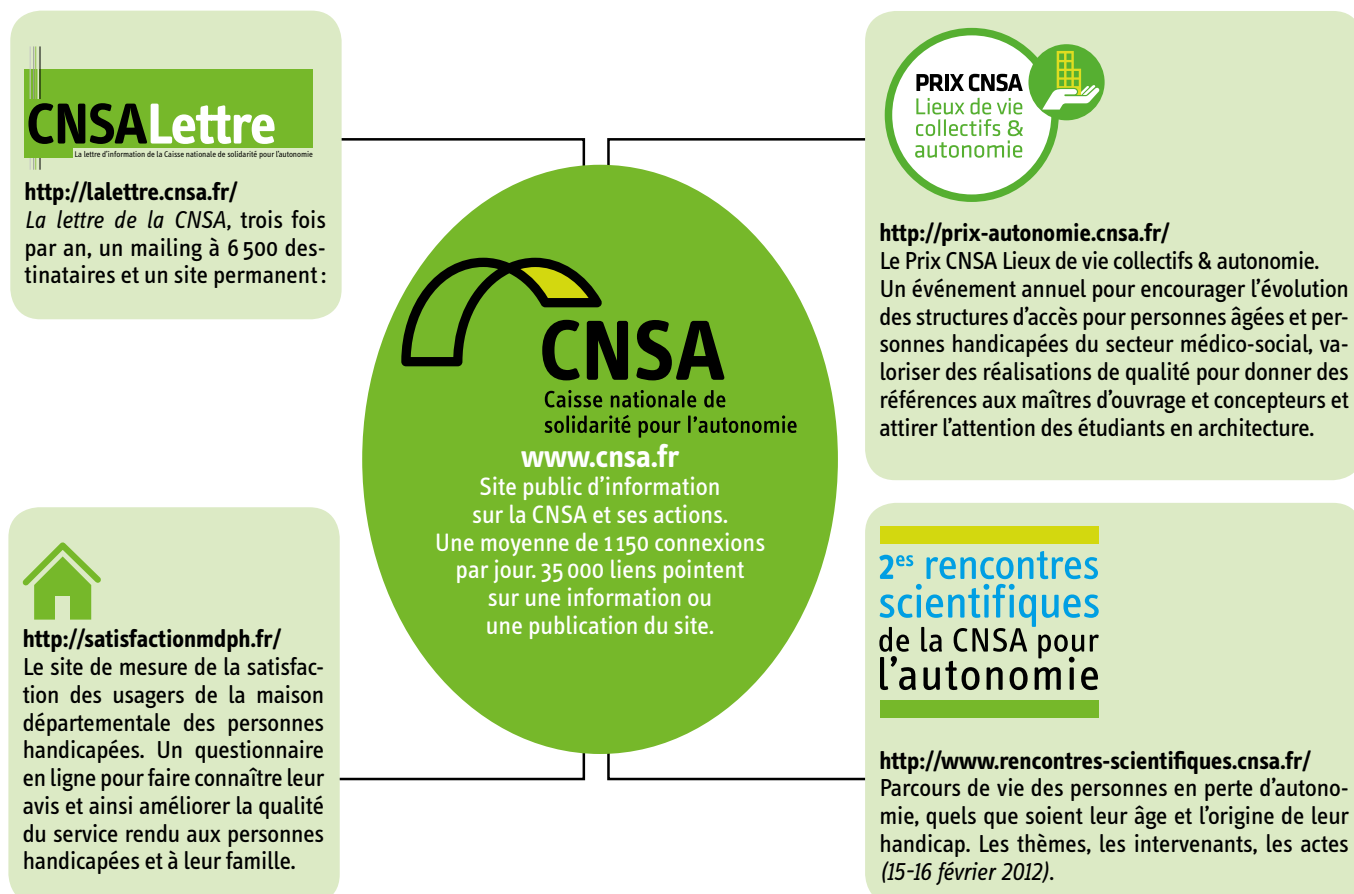 CNSALettre
La lettre d'information de la Caisse nationale de solidarité pour l'autonomie
http://lalettre.cnsa.fr/
La lettre de la CNSA, trois fois
par an, un mailing à 6 500 des-
tinataires et un site permanent :
PRIX CNSA
Lieux de vie
collectifs &
autonomie
http://prix-autonomie.cnsa.fr/
Le Prix CNSA Lieux de vie collectifs & autonomie.
Un événement annuel pour encourager l'évolution
des structures d'accès pour personnes âgées et per-
sonnes handicapées du secteur médico-social, va-
loriser des réalisations de qualité pour donner des
références aux maîtres d'ouvrage et concepteurs et
attirer l'attention des étudiants en architecture.
CNSA
Caisse nationale de
solidarité pour l'autonomie
www.cnsa.fr
Site public d'information
sur la CNSA et ses actions.
Une moyenne de 1 150 connexions
par jour. 35 000 liens pointent
sur une information ou
une publication du site.
http://satisfactionmdph.fr/
Le site de mesure de la satisfac-
tion des usagers de la maison
départementale des personnes
handicapées. Un questionnaire
en ligne pour faire connaître leur
avis et ainsi améliorer la qualité
du service rendu aux personnes
handicapées et à leur famille.
2es rencontres
scientifiques
de la CNSA pour
l'autonomie
http://www.rencontres-scientifiques.cnsa.fr/
Parcours de vie des personnes en perte d'autono-
mie, quels que soient leur âge et l'origine de leur
handicap. Les thèmes, les intervenants, les actes
(15-16 février 2012).